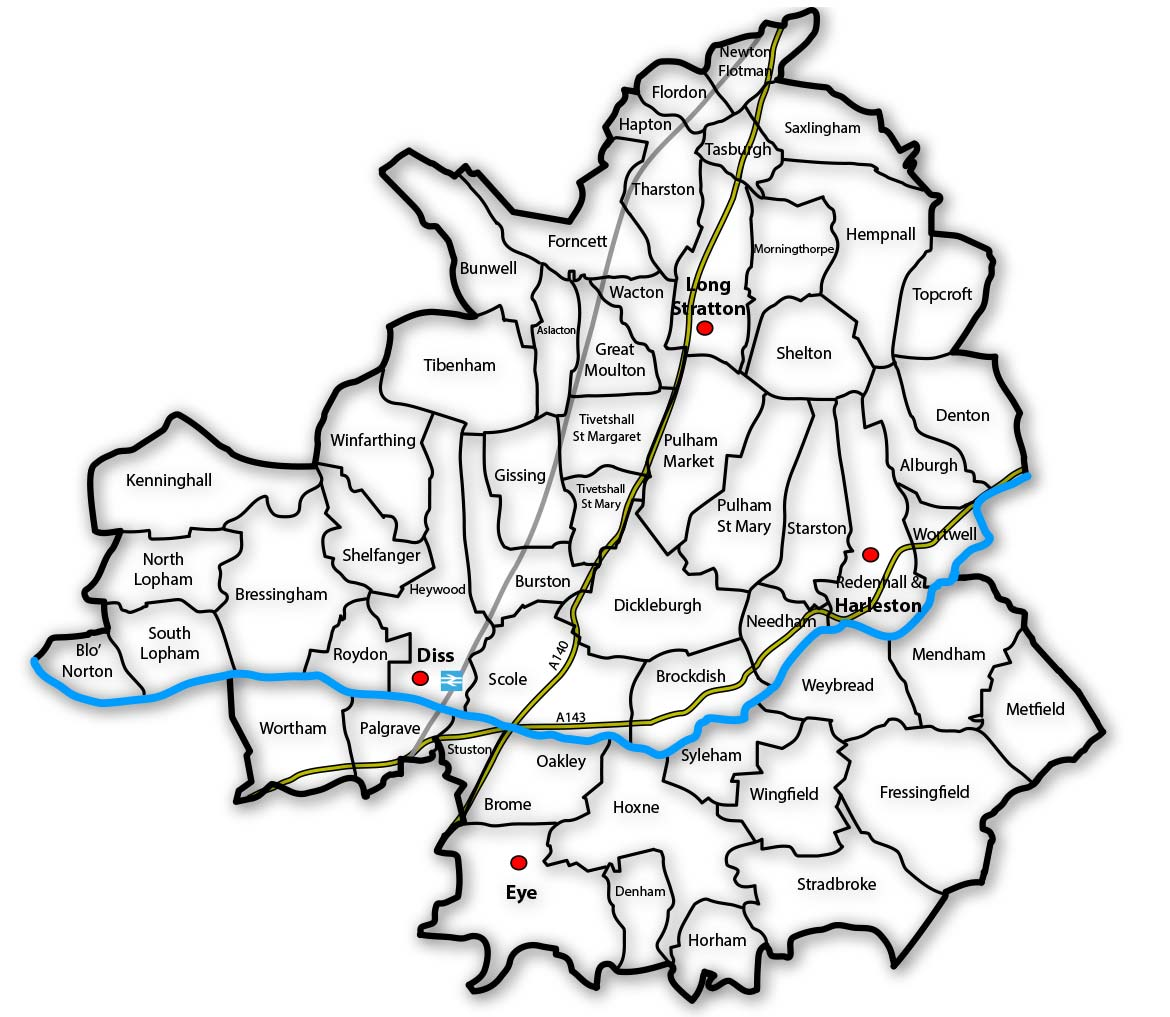 Newton
Flotman
Flordon
Hapton
Saxlingham
Tasburgh
Tharston
Forncett
Morningthorpe
Hempnall
Bunwell
Wacton
Long
Stratton
Topcroft
Aslacton
Great
Moulton
Shelton
Tibenham
Tivetshall
St Margaret
Denton
Winfarthing
Pulham
Market
Alburgh
Kenninghall
Gissing
Tivetshall
St Mary
Pulham
St Mary
Starston
Wortwell
North
Lopham
Shelfanger
Burston
Heywood
Redenhall &
Harleston
Bressingham
Dickleburgh
Needham
South
Lopham
Blo'
Norton
Roydon
Diss
A140
Mendham
Scole
Brockdish
Weybread
Metfield
A143
Wortham
Palgrave
Stuston
Oakley
Syleham
Brome
Hoxne
Wingfield
Fressingfield
Eye
Denham
Stradbroke
Horham